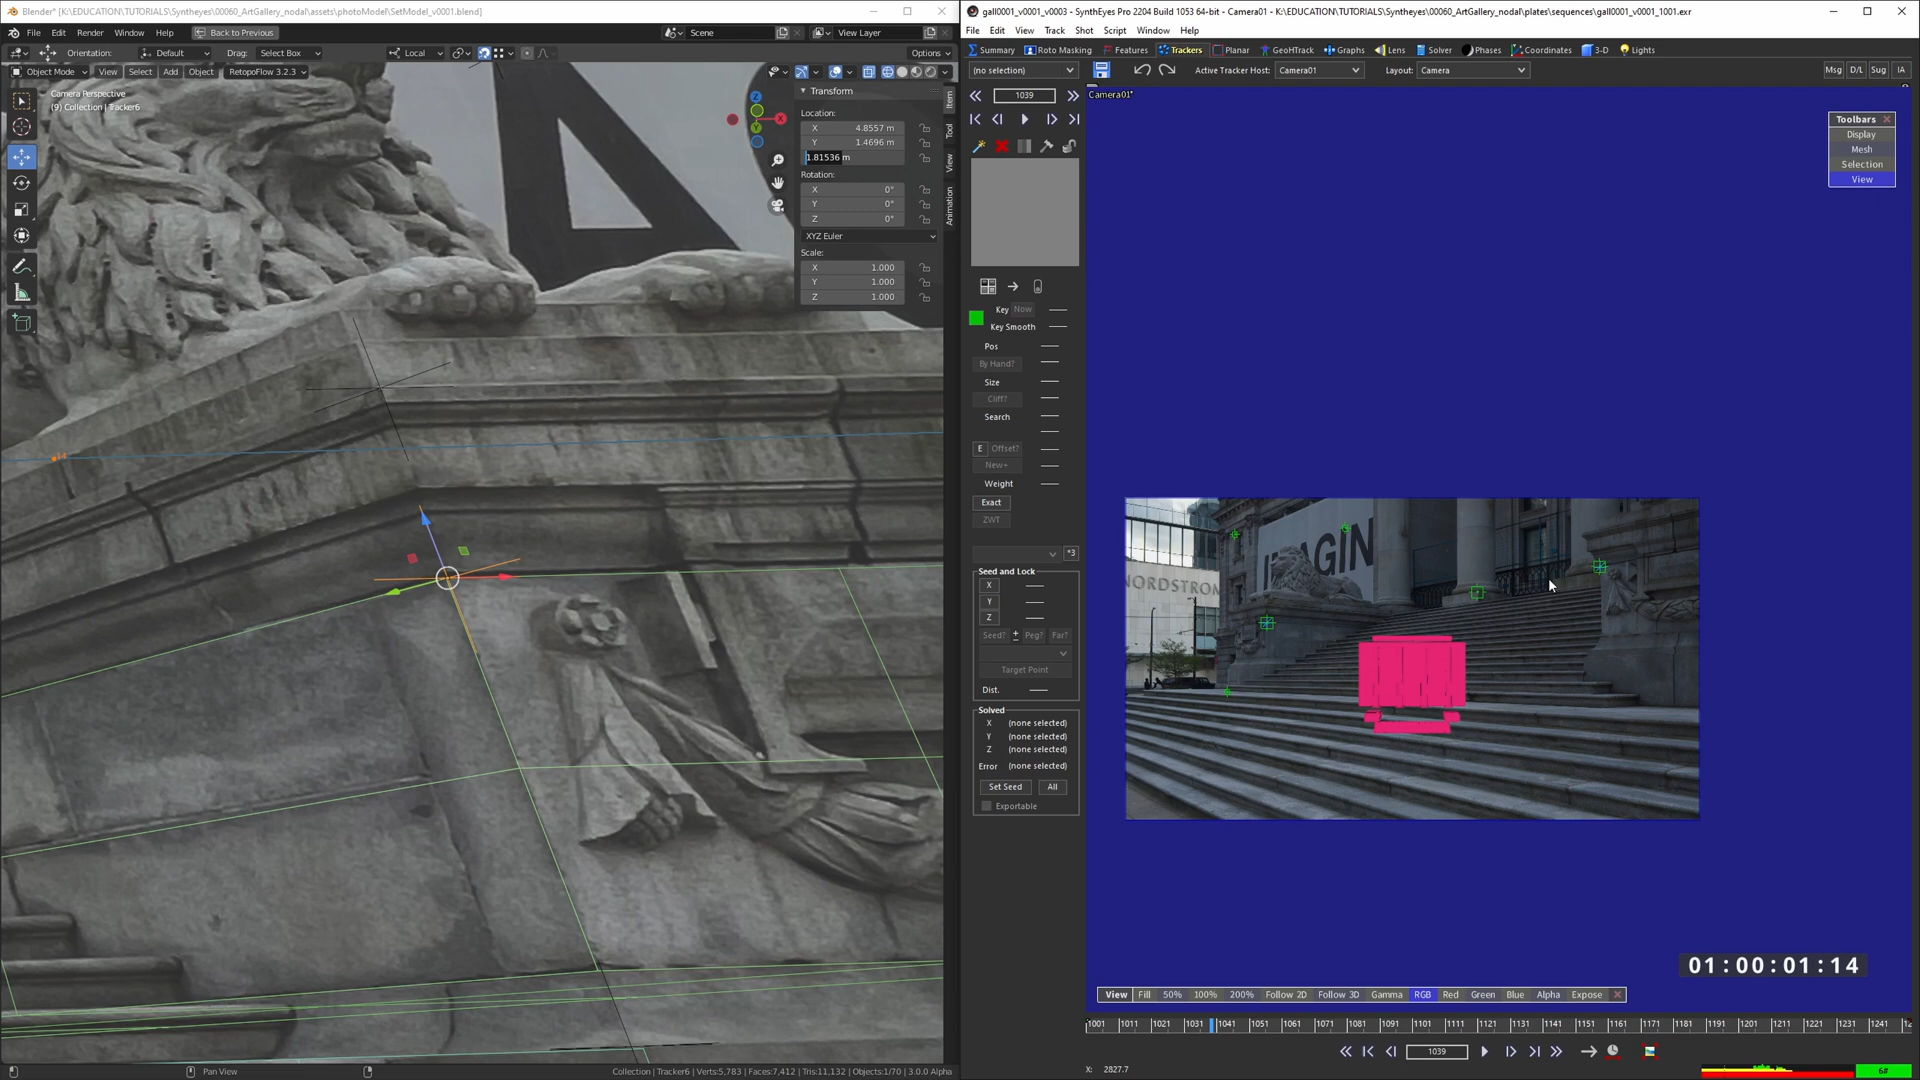 Blender* [K:\EDUCATION\TUTORIALS\Syntheyes\00060_ArtGallery_nodal\assets\photoModel\SetModel_v0001.blend]
File Edit Render Window Help Back to Previous Scene View Layer
Orientation: Default Drag: Select Box Local Options
Object Mode View Select Add Object RetopoFlow 3.2.3
Camera Perspective
(9) Collection | Tracker6
Z
X
Y
Transform
Location:
X 4.8557 m
Y 1.4696 m
1.81536 m
Rotation:
X 0°
Y 0°
Z 0°
XYZ Euler
Scale:
X 1.000
Y 1.000
Z 1.000
Item
Tool
View
Animation
14
Pan View
Collection | Tracker6 | Verts:5,783 | Faces:7,412 | Tris:11,132 | Objects:1/70 | 3.0.0 Alpha
gall0001_v0001_v0003 - SynthEyes Pro 2204 Build 1053 64-bit - Camera01 - K:\EDUCATION\TUTORIALS\Syntheyes\00060_ArtGallery_nodal\plates\sequences\gall0001_v0001_1001.exr
File Edit View Track Shot Script Window Help
Summary Roto Masking Features Trackers Planar GeoHTrack Graphs Lens Solver Phases Coordinates 3-D Lights
(no selection) Active Tracker Host: Camera01 Layout: Camera Msg D/L Sug IA
1039
Camera01*
Toolbars
Display
Mesh
Selection
View
Key Now
Key Smooth
Pos
By Hand?
Size
Cliff?
Search
E Offset?
New+
Weight
Exact
ZWT
*3
Seed and Lock
X
Y
Z
Seed? ± Peg? Far?
Target Point
Dist.
Solved
X (none selected)
Y (none selected)
Z (none selected)
Error (none selected)
Set Seed All
Exportable
IMAGIN
NORDSTROM
01:00:01:14
View Fill 50% 100% 200% Follow 2D Follow 3D Gamma RGB Red Green Blue Alpha Expose
1001 1011 1021 1031 1041 1051 1061 1071 1081 1091 1101 1111 1121 1131 1141 1151 1161 1171 1181 1191 1201 1211 1221 1231 1241
1039
X: 2827.7
6#